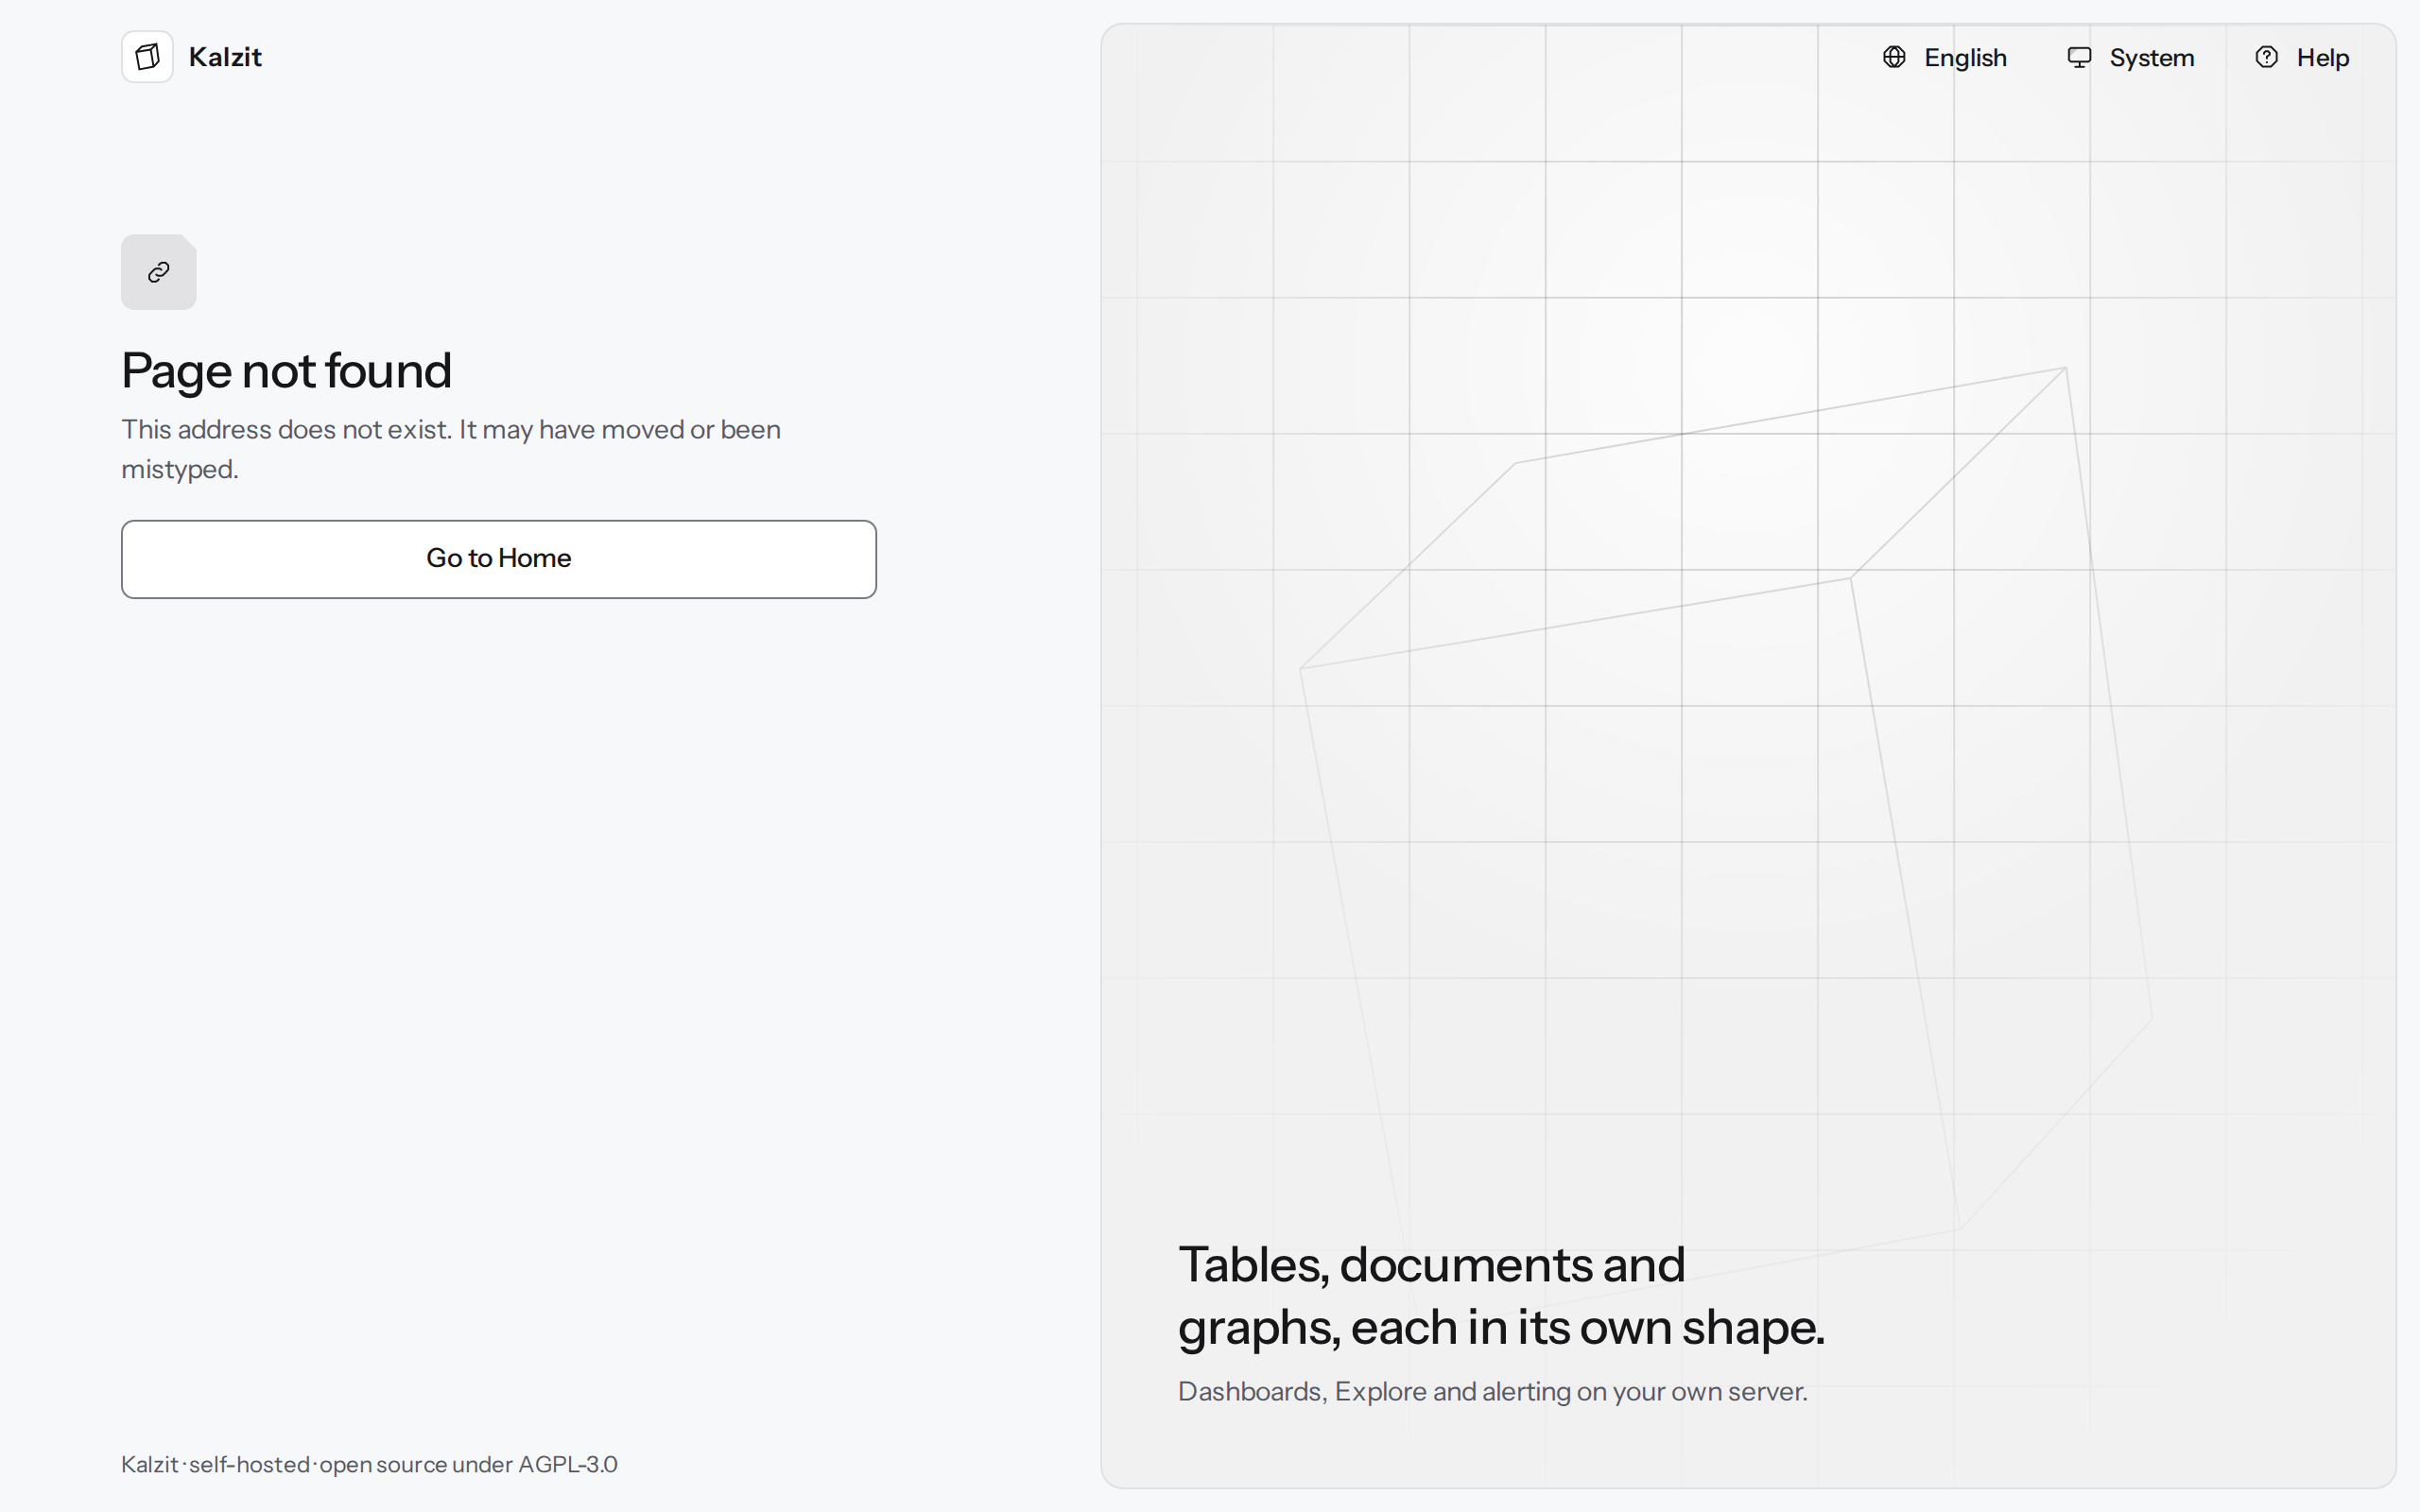 Kalzit
English
System
Help
Page not found
This address does not exist. It may have moved or been
mistyped.
Go to Home
Tables, documents and
graphs, each in its own shape.
Dashboards, Explore and alerting on your own server.
Kalzit · self-hosted · open source under AGPL-3.0